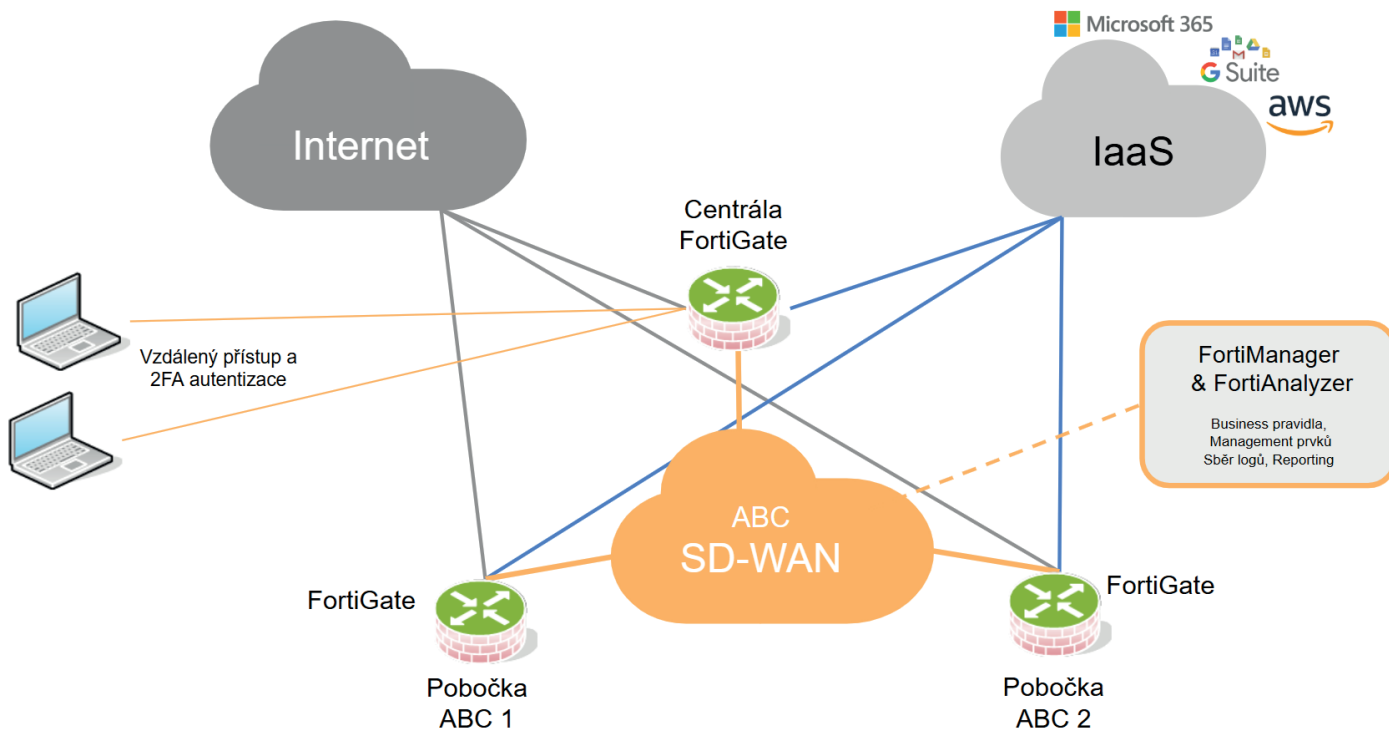 Microsoft 365
G Suite
aws
Internet
IaaS
Centrála
FortiGate
Vzdálený přístup a
2FA autentizace
FortiManager
& FortiAnalyzer
Business pravidla,
Management prvků
Sběr logů, Reporting
ABC
SD-WAN
FortiGate
FortiGate
Pobočka
ABC 1
Pobočka
ABC 2